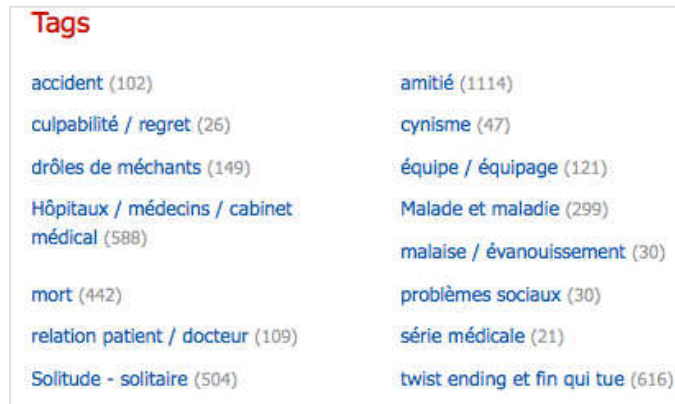 Tags
accident (102)
amitié (1114)
culpabilité / regret (26)
cynisme (47)
drôles de méchants (149)
équipe / équipage (121)
Hôpitaux / médecins / cabinet
médical (588)
Malade et maladie (299)
malaise / évanouissement (30)
mort (442)
problèmes sociaux (30)
relation patient / docteur (109)
série médicale (21)
Solitude - solitaire (504)
twist ending et fin qui tue (616)